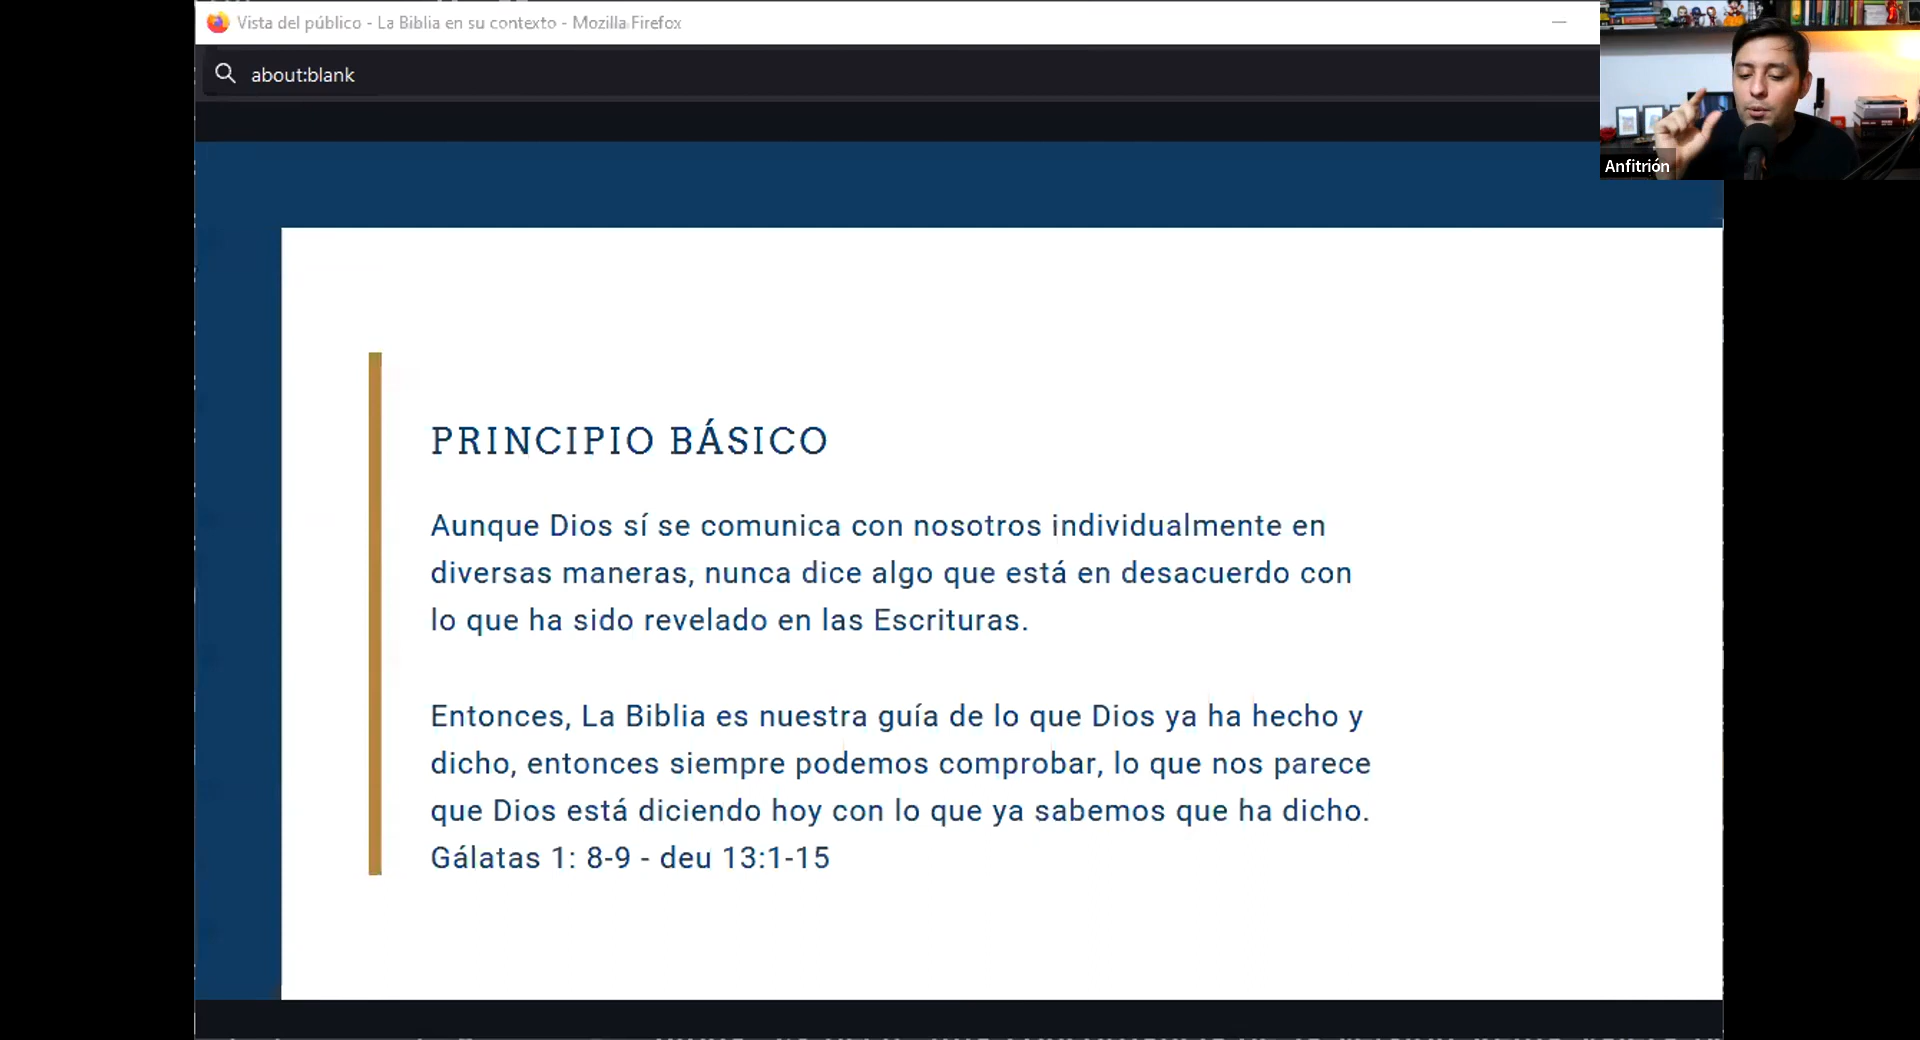 Vista del público - La Biblia en su contexto - Mozilla Firefox
about:blank
Anfitrión
PRINCIPIO BÁSICO
Aunque Dios sí se comunica con nosotros individualmente en
diversas maneras, nunca dice algo que está en desacuerdo con
lo que ha sido revelado en las Escrituras.
Entonces, La Biblia es nuestra guía de lo que Dios ya ha hecho y
dicho, entonces siempre podemos comprobar, lo que nos parece
que Dios está diciendo hoy con lo que ya sabemos que ha dicho.
Gálatas 1: 8-9 - deu 13:1-15